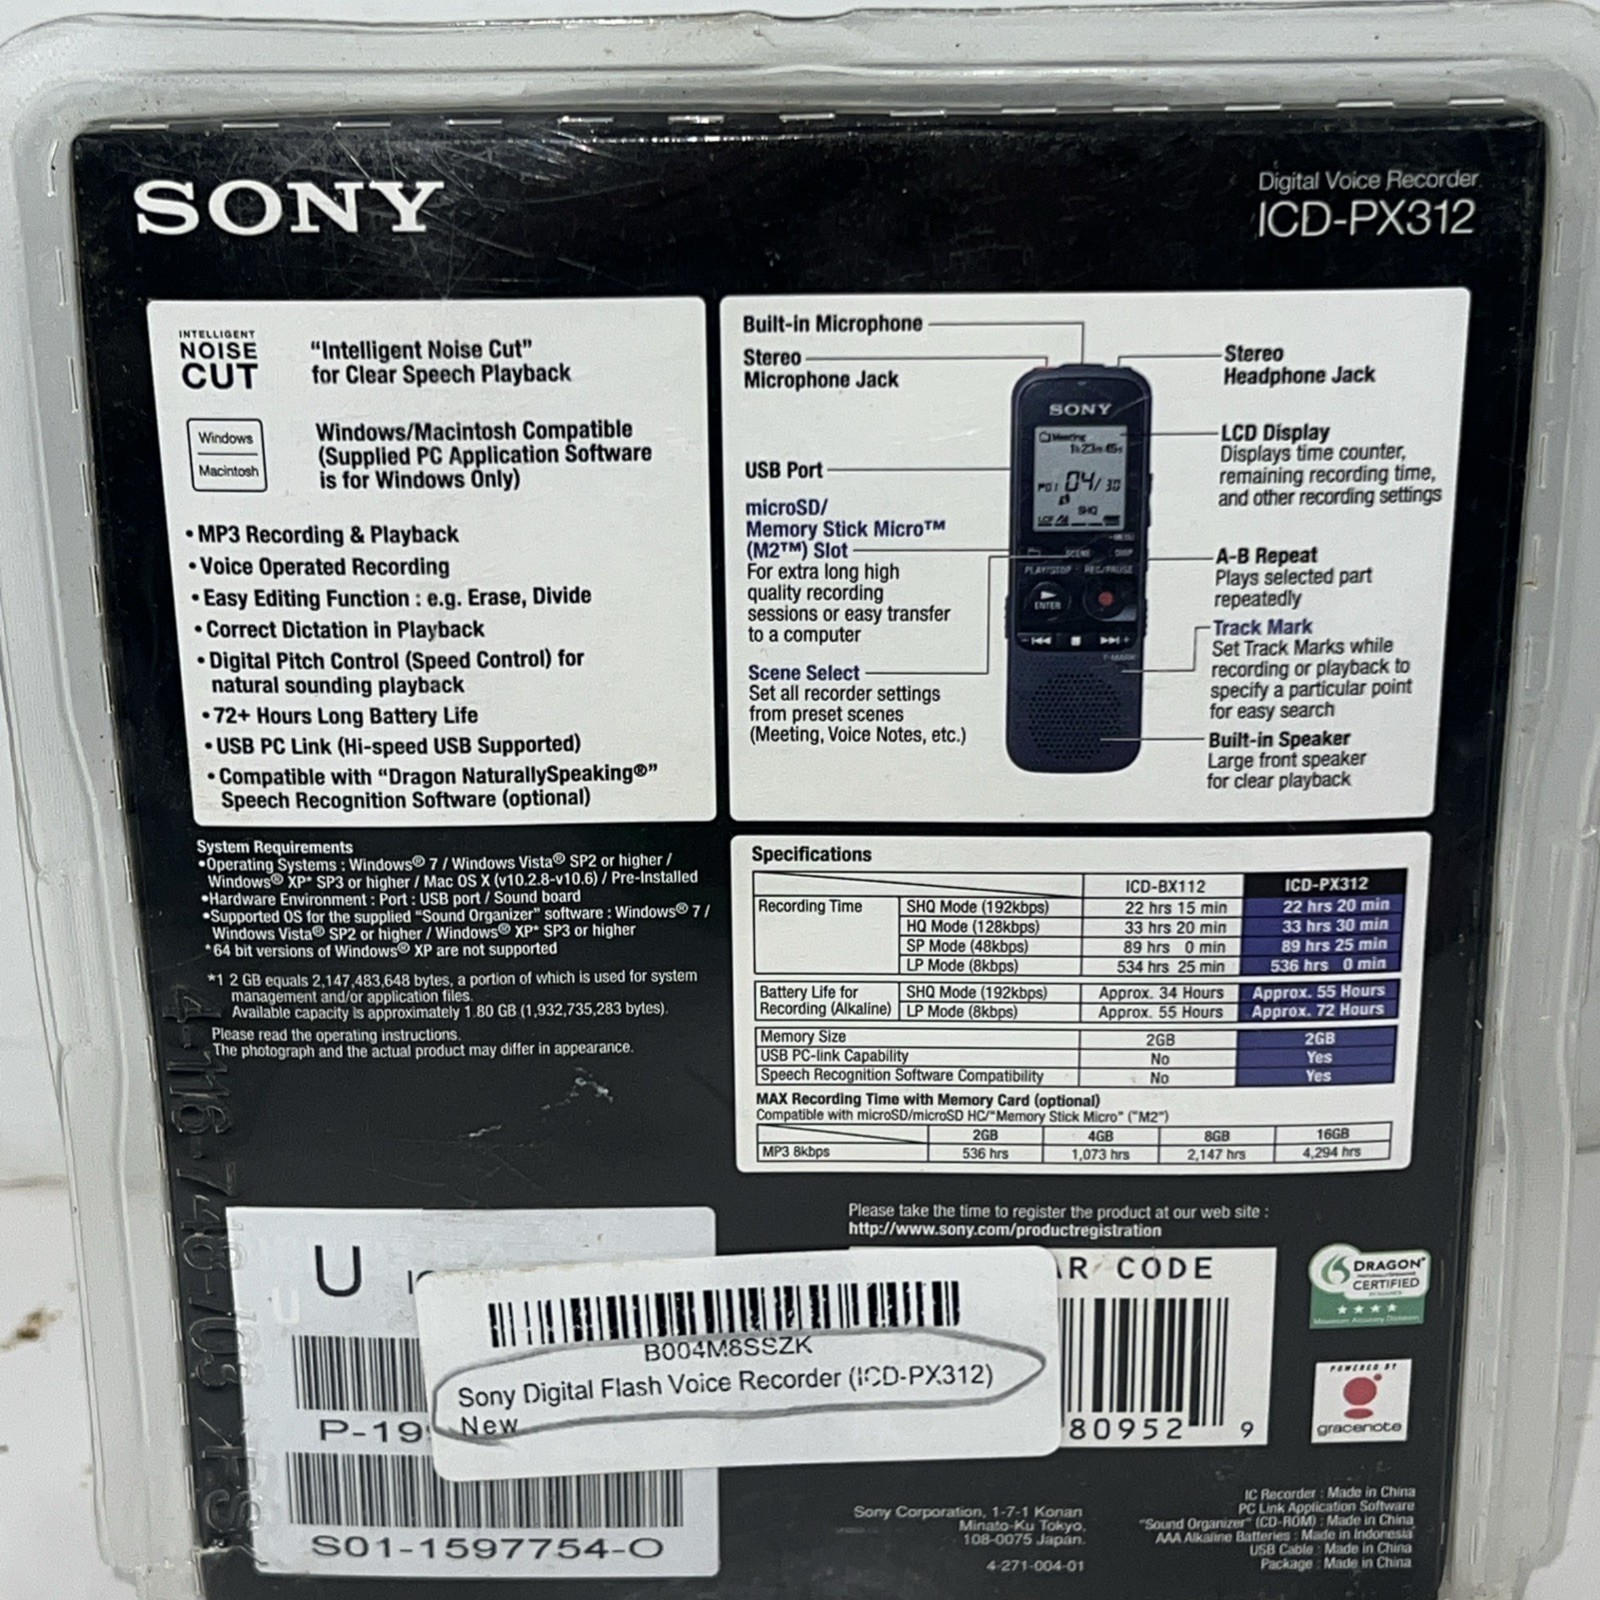 SONY
Digital Voice Recorder
ICD-PX312
INTELLIGENT
NOISE
CUT
"Intelligent Noise Cut"
for Clear Speech Playback
Windows
Macintosh
Windows/Macintosh Compatible
(Supplied PC Application Software
is for Windows Only)
• MP3 Recording & Playback
• Voice Operated Recording
• Easy Editing Function : e.g. Erase, Divide
• Correct Dictation in Playback
• Digital Pitch Control (Speed Control) for
natural sounding playback
• 72+ Hours Long Battery Life
• USB PC Link (Hi-speed USB Supported)
• Compatible with "Dragon NaturallySpeaking®"
Speech Recognition Software (optional)
Built-in Microphone
Stereo
Microphone Jack
USB Port
microSD/
Memory Stick Micro™
(M2™) Slot
For extra long high
quality recording
sessions or easy transfer
to a computer
Scene Select
Set all recorder settings
from preset scenes
(Meeting, Voice Notes, etc.)
SONY
Meeting
1h23m45s
04/30
SHQ
SCENE
DISP
PLAY/STOP
REC/PAUSE
ENTER
Stereo
Headphone Jack
LCD Display
Displays time counter,
remaining recording time,
and other recording settings
A-B Repeat
Plays selected part
repeatedly
Track Mark
Set Track Marks while
recording or playback to
specify a particular point
for easy search
Built-in Speaker
Large front speaker
for clear playback
System Requirements
•Operating Systems : Windows® 7 / Windows Vista® SP2 or higher /
Windows® XP* SP3 or higher / Mac OS X (v10.2.8-v10.6) / Pre-Installed
•Hardware Environment : Port : USB port / Sound board
•Supported OS for the supplied "Sound Organizer" software : Windows® 7 /
Windows Vista® SP2 or higher / Windows® XP* SP3 or higher
*64 bit versions of Windows® XP are not supported
*1 2 GB equals 2,147,483,648 bytes, a portion of which is used for system
management and/or application files.
Available capacity is approximately 1.80 GB (1,932,735,283 bytes).
Please read the operating instructions.
The photograph and the actual product may differ in appearance.
Specifications
ICD-BX112 ICD-PX312
Recording Time SHQ Mode (192kbps) 22 hrs 15 min 22 hrs 20 min
HQ Mode (128kbps) 33 hrs 20 min 33 hrs 30 min
SP Mode (48kbps) 89 hrs 0 min 89 hrs 25 min
LP Mode (8kbps) 534 hrs 25 min 536 hrs 0 min
Battery Life for SHQ Mode (192kbps) Approx. 34 Hours Approx. 55 Hours
Recording (Alkaline) LP Mode (8kbps) Approx. 55 Hours Approx. 72 Hours
Memory Size 2GB 2GB
USB PC-link Capability No Yes
Speech Recognition Software Compatibility No Yes
MAX Recording Time with Memory Card (optional)
Compatible with microSD/microSD HC/"Memory Stick Micro" ("M2")
2GB 4GB 8GB 16GB
MP3 8kbps 536 hrs 1,073 hrs 2,147 hrs 4,294 hrs
Please take the time to register the product at our web site :
http://www.sony.com/productregistration
U
P-19
S01-1597754-O
B004M8SSZK
Sony Digital Flash Voice Recorder (ICD-PX312)
New
R CODE
80952 9
DRAGON
CERTIFIED
POWERED BY
gracenote
Sony Corporation, 1-7-1 Konan
Minato-Ku Tokyo,
108-0075 Japan.
4-271-004-01
IC Recorder : Made in China
PC Link Application Software
"Sound Organizer" (CD-ROM) : Made in China
AAA Alkaline Batteries : Made in Indonesia
USB Cable : Made in China
Package : Made in China